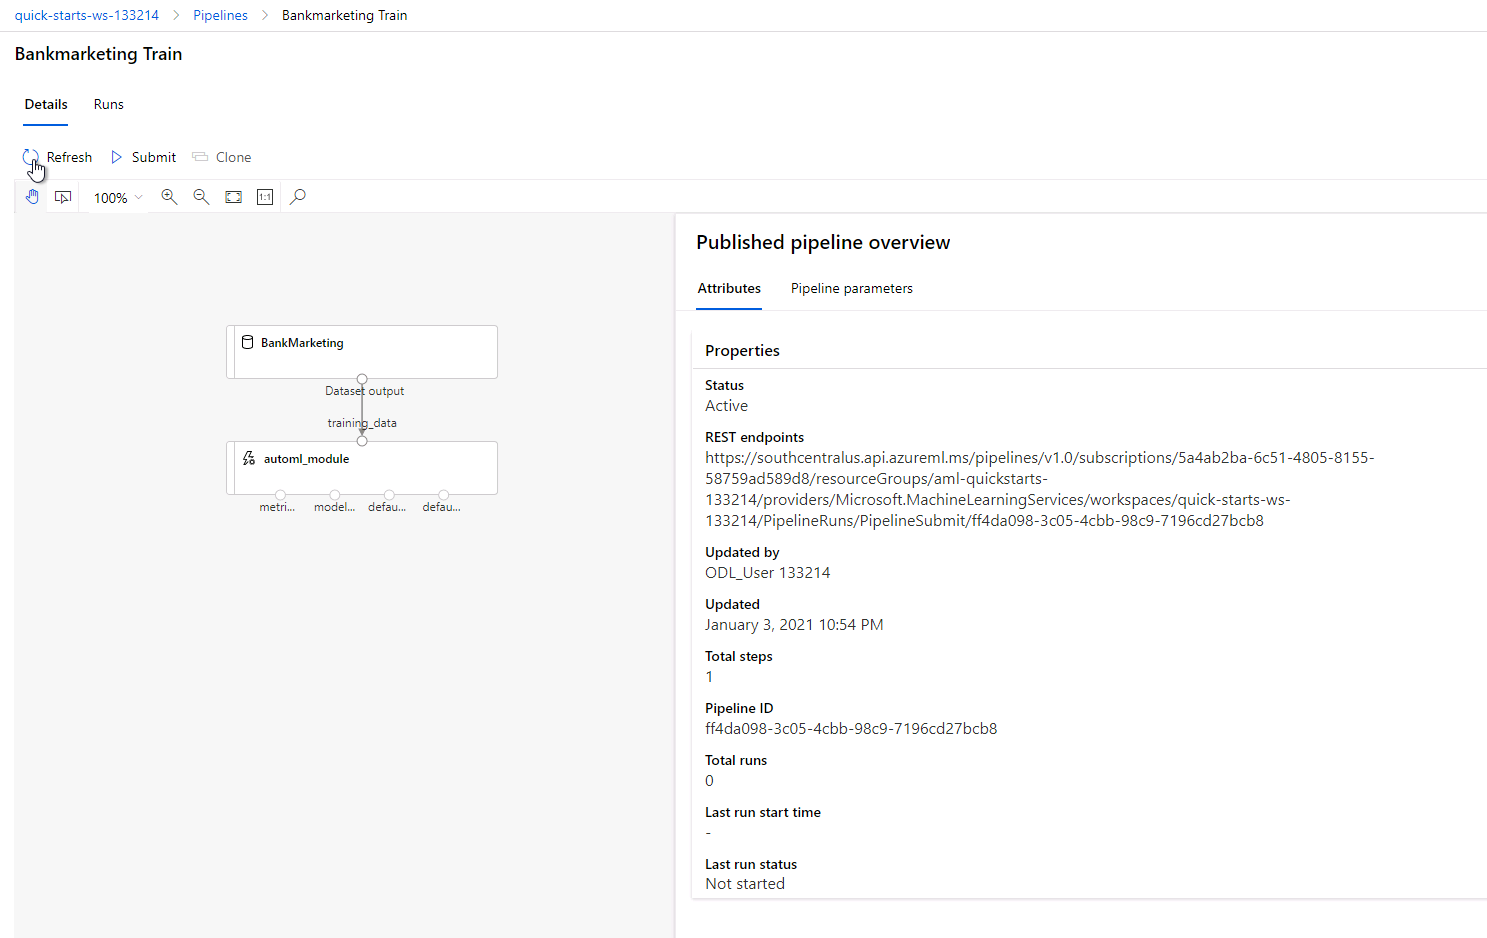 quick-starts-ws-133214 > Pipelines > Bankmarketing Train
Bankmarketing Train
Details Runs
Refresh Submit Clone
100% 1:1
BankMarketing
Dataset output
training_data
automl_module
metri... model... defau... defau...
Published pipeline overview
Attributes Pipeline parameters
Properties
Status
Active
REST endpoints
https://southcentralus.api.azureml.ms/pipelines/v1.0/subscriptions/5a4ab2ba-6c51-4805-8155-
58759ad589d8/resourceGroups/aml-quickstarts-
133214/providers/Microsoft.MachineLearningServices/workspaces/quick-starts-ws-
133214/PipelineRuns/PipelineSubmit/ff4da098-3c05-4cbb-98c9-7196cd27bcb8
Updated by
ODL_User 133214
Updated
January 3, 2021 10:54 PM
Total steps
1
Pipeline ID
ff4da098-3c05-4cbb-98c9-7196cd27bcb8
Total runs
0
Last run start time
-
Last run status
Not started